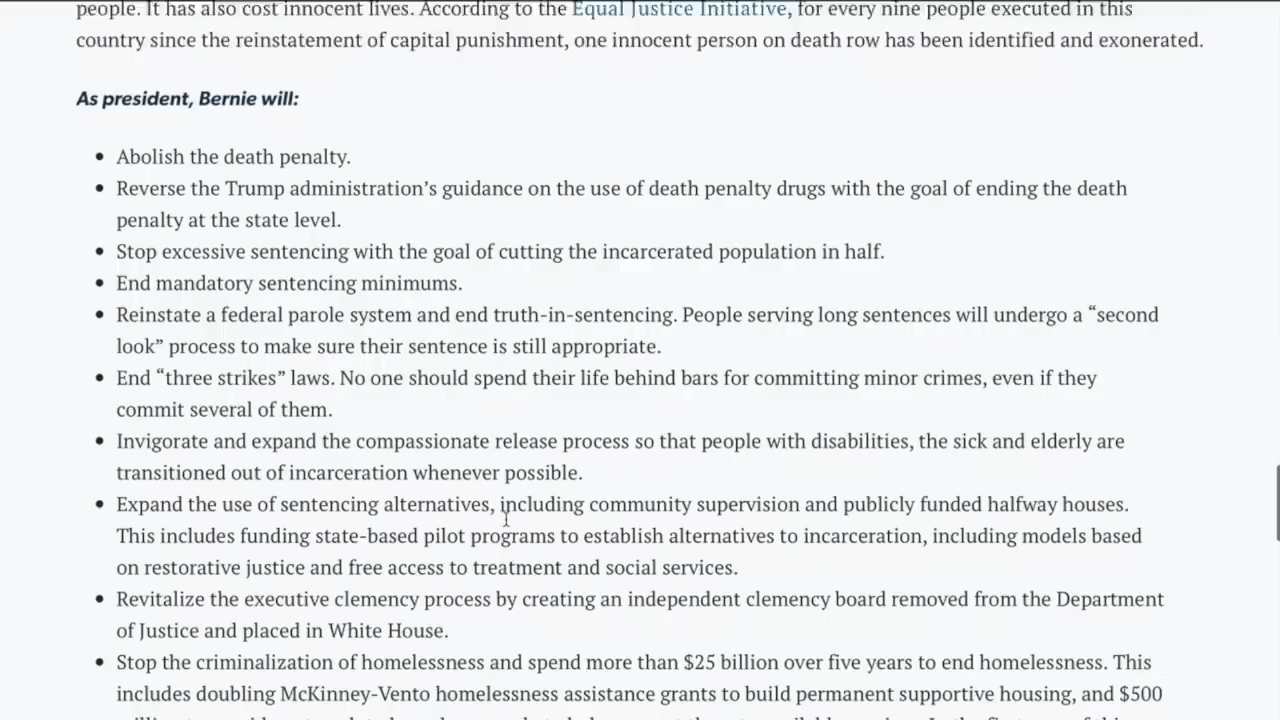 people. It has also cost innocent lives. According to the Equal Justice Initiative, for every nine people executed in this
country since the reinstatement of capital punishment, one innocent person on death row has been identified and exonerated.
As president, Bernie will:
• Abolish the death penalty.
• Reverse the Trump administration’s guidance on the use of death penalty drugs with the goal of ending the death
penalty at the state level.
• Stop excessive sentencing with the goal of cutting the incarcerated population in half.
• End mandatory sentencing minimums.
• Reinstate a federal parole system and end truth-in-sentencing. People serving long sentences will undergo a “second
look” process to make sure their sentence is still appropriate.
• End “three strikes” laws. No one should spend their life behind bars for committing minor crimes, even if they
commit several of them.
• Invigorate and expand the compassionate release process so that people with disabilities, the sick and elderly are
transitioned out of incarceration whenever possible.
• Expand the use of sentencing alternatives, including community supervision and publicly funded halfway houses.
This includes funding state-based pilot programs to establish alternatives to incarceration, including models based
on restorative justice and free access to treatment and social services.
• Revitalize the executive clemency process by creating an independent clemency board removed from the Department
of Justice and placed in White House.
• Stop the criminalization of homelessness and spend more than $25 billion over five years to end homelessness. This
includes doubling McKinney-Vento homelessness assistance grants to build permanent supportive housing, and $500